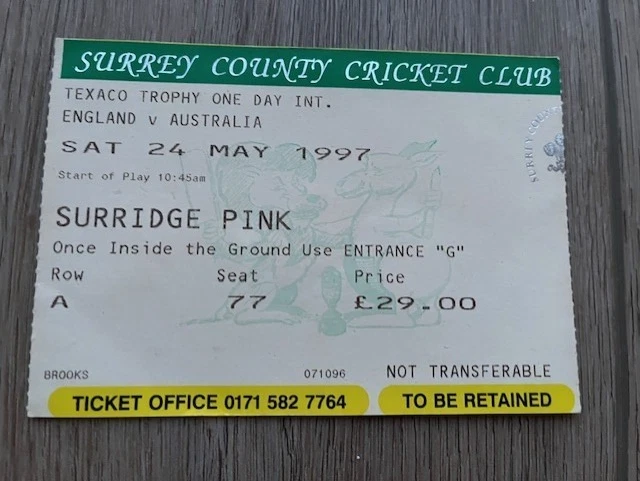 SURREY COUNTY CRICKET CLUB
TEXACO TROPHY ONE DAY INT.
ENGLAND v AUSTRALIA
SAT 24 MAY 1997
Start of Play 10:45am
SURRIDGE PINK
Once Inside the Ground Use ENTRANCE "G"
Row Seat Price
A 77 £29.00
BROOKS 071096 NOT TRANSFERABLE
TICKET OFFICE 0171 582 7764 TO BE RETAINED